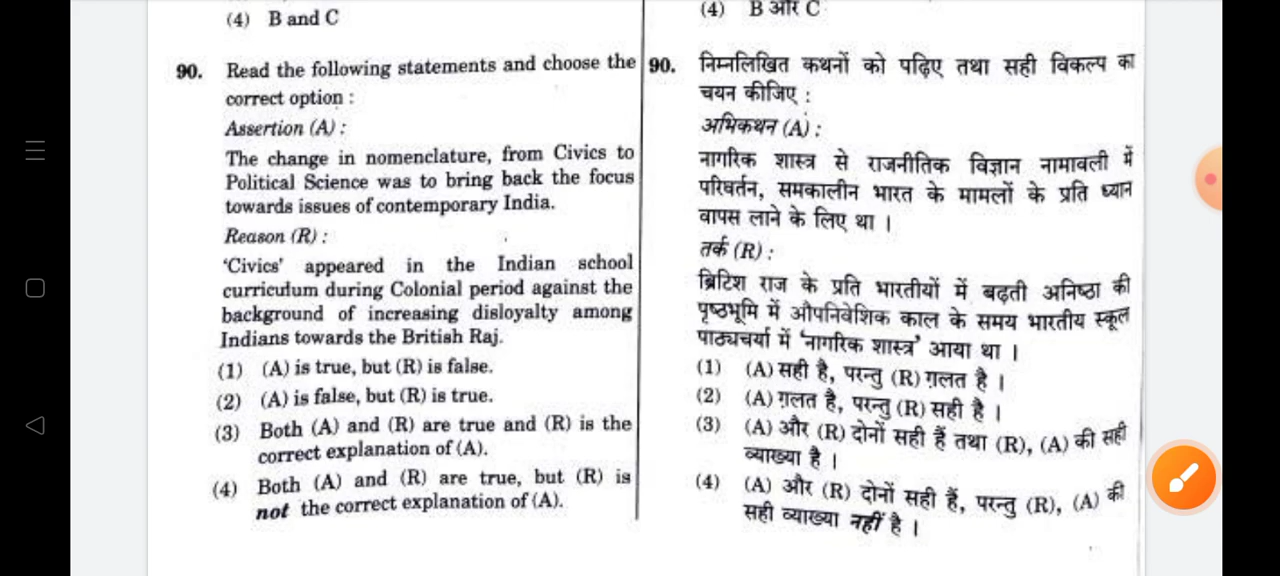 (4) B and C
90. Read the following statements and choose the
correct option :
Assertion (A) :
The change in nomenclature, from Civics to
Political Science was to bring back the focus
towards issues of contemporary India.
Reason (R) :
'Civics' appeared in the Indian school
curriculum during Colonial period against the
background of increasing disloyalty among
Indians towards the British Raj.
(1) (A) is true, but (R) is false.
(2) (A) is false, but (R) is true.
(3) Both (A) and (R) are true and (R) is the
correct explanation of (A).
(4) Both (A) and (R) are true, but (R) is
not the correct explanation of (A).
(4) B और C
90. निम्नलिखित कथनों को पढ़िए तथा सही विकल्प का
चयन कीजिए :
अभिकथन (A) :
नागरिक शास्त्र से राजनीतिक विज्ञान नामावली में
परिवर्तन, समकालीन भारत के मामलों के प्रति ध्यान
वापस लाने के लिए था ।
तर्क (R) :
ब्रिटिश राज के प्रति भारतीयों में बढ़ती अनिष्ठा की
पृष्ठभूमि में औपनिवेशिक काल के समय भारतीय स्कूल
पाठ्यचर्या में 'नागरिक शास्त्र' आया था ।
(1) (A) सही है, परन्तु (R) ग़लत है ।
(2) (A) ग़लत है, परन्तु (R) सही है ।
(3) (A) और (R) दोनों सही हैं तथा (R), (A) की सही
व्याख्या है ।
(4) (A) और (R) दोनों सही हैं, परन्तु (R), (A) की
सही व्याख्या नहीं है ।